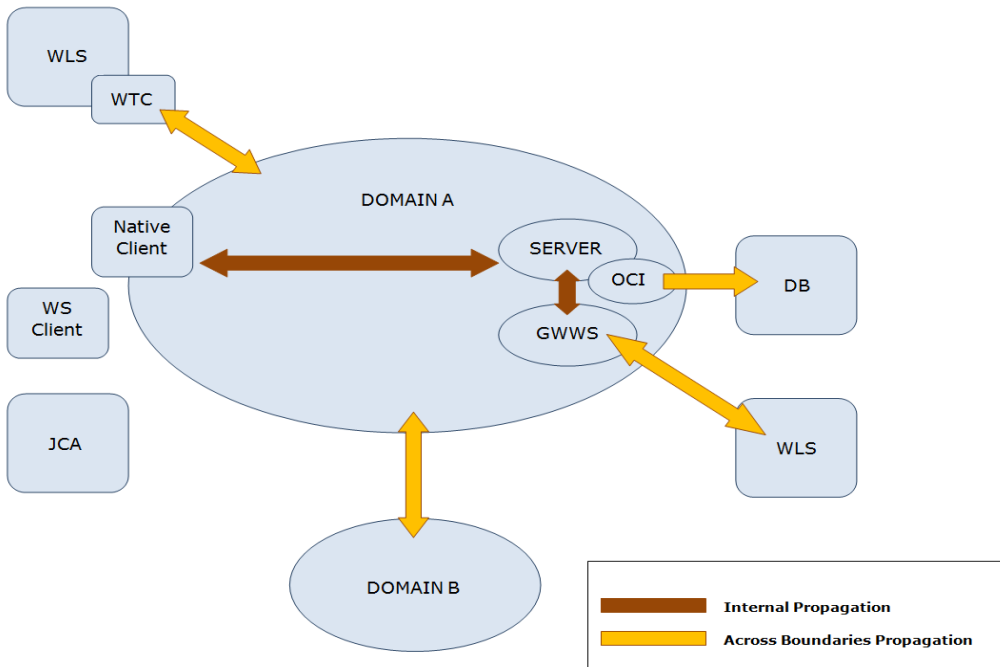 WLS
WTC
DOMAIN A
Native
Client
SERVER
OCI
DB
WS
Client
GWWS
JCA
WLS
DOMAIN B
Internal Propagation
Across Boundaries Propagation